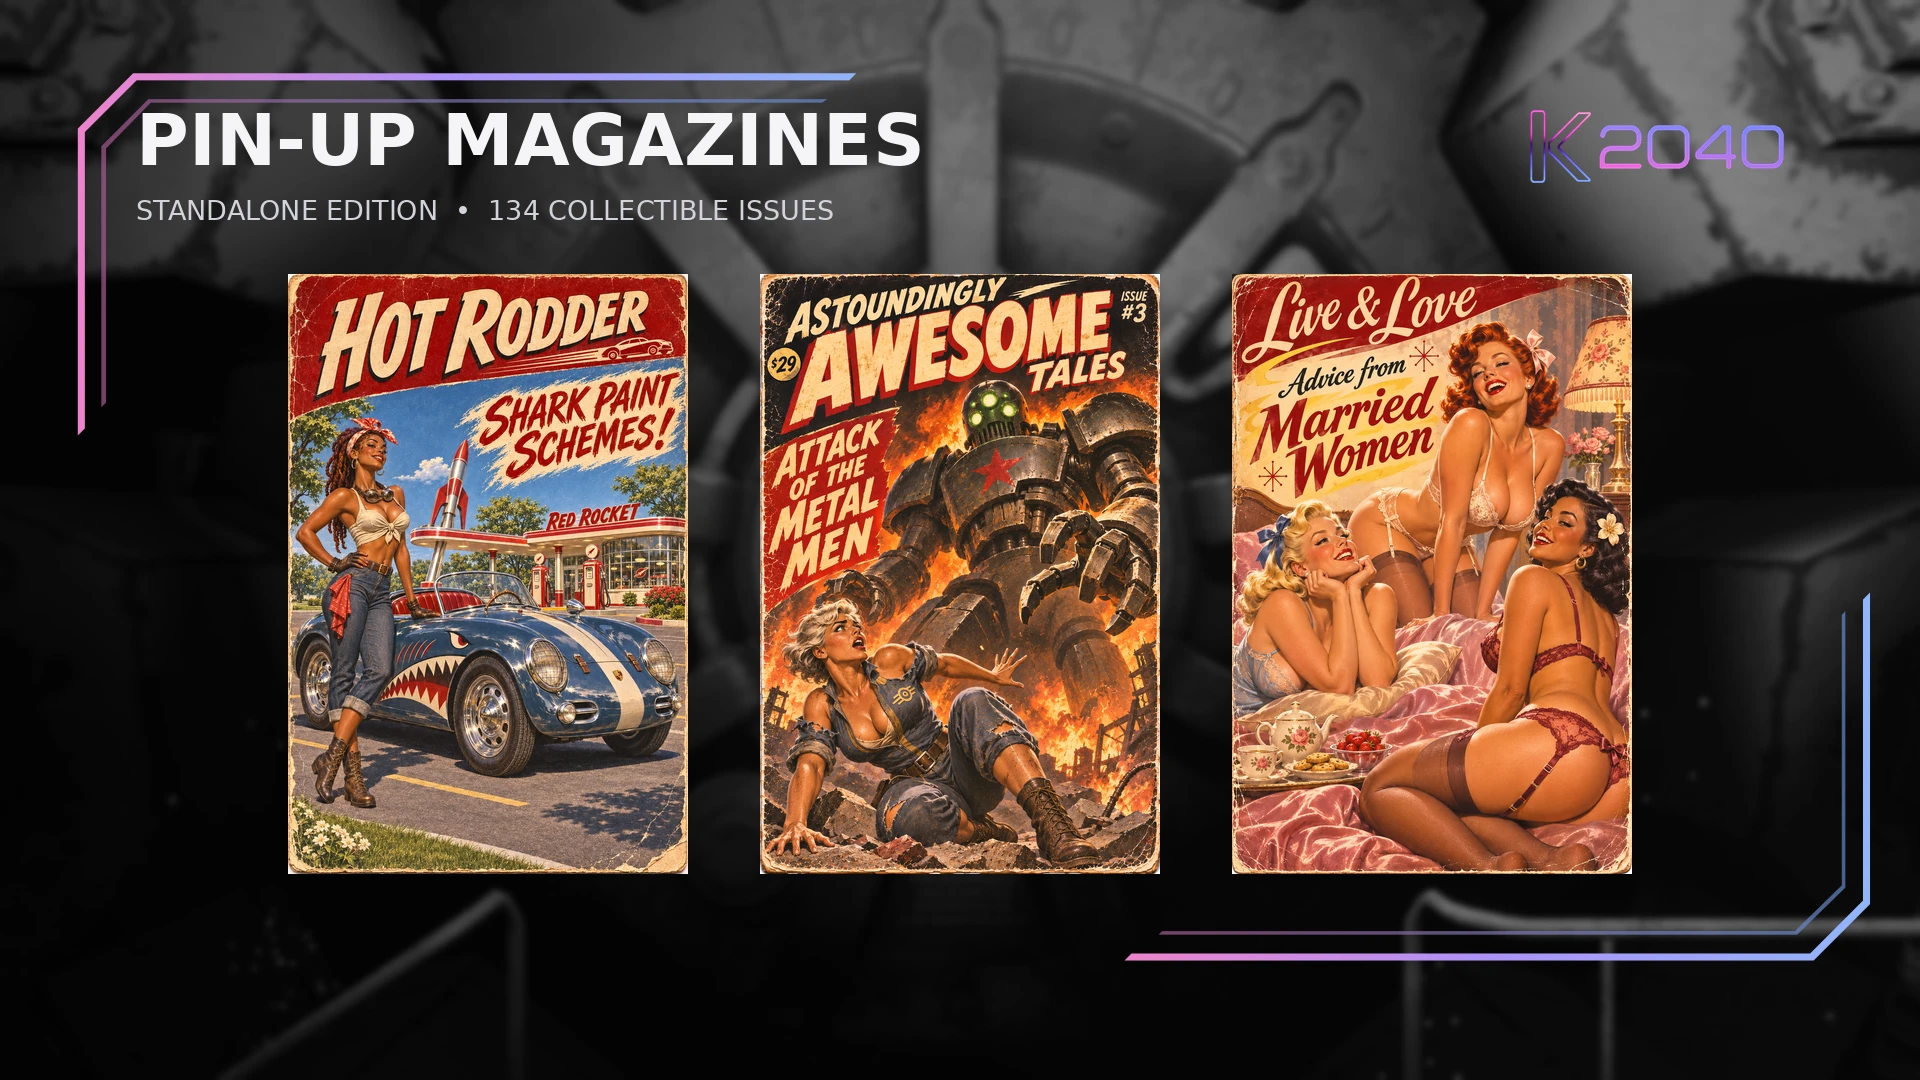 PIN-UP MAGAZINES
STANDALONE EDITION • 134 COLLECTIBLE ISSUES
K2040
HOT RODDER
SHARK PAINT
SCHEMES!
RED ROCKET
ASTOUNDINGLY
AWESOME
TALES
ISSUE
#3
$29
ATTACK
OF THE
METAL
MEN
Live & Love
Advice from
Married
Women